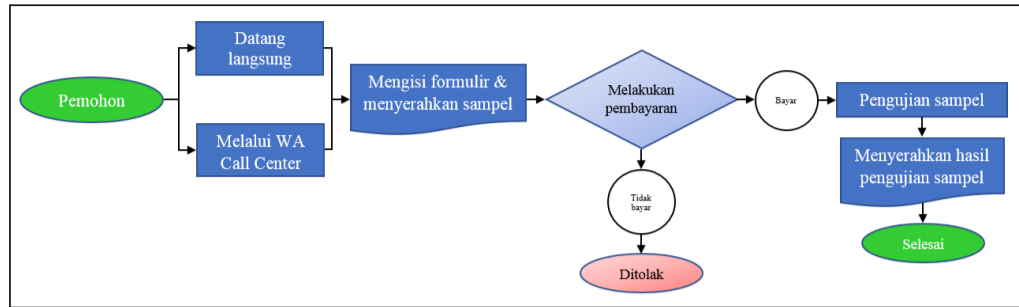 Pemohon
Datang
langsung
Melalui WA
Call Center
Mengisi formulir &
menyerahkan sampel
Melakukan
pembayaran
Bayar
Tidak
bayar
Ditolak
Pengujian sampel
Menyerahkan hasil
pengujian sampel
Selesai